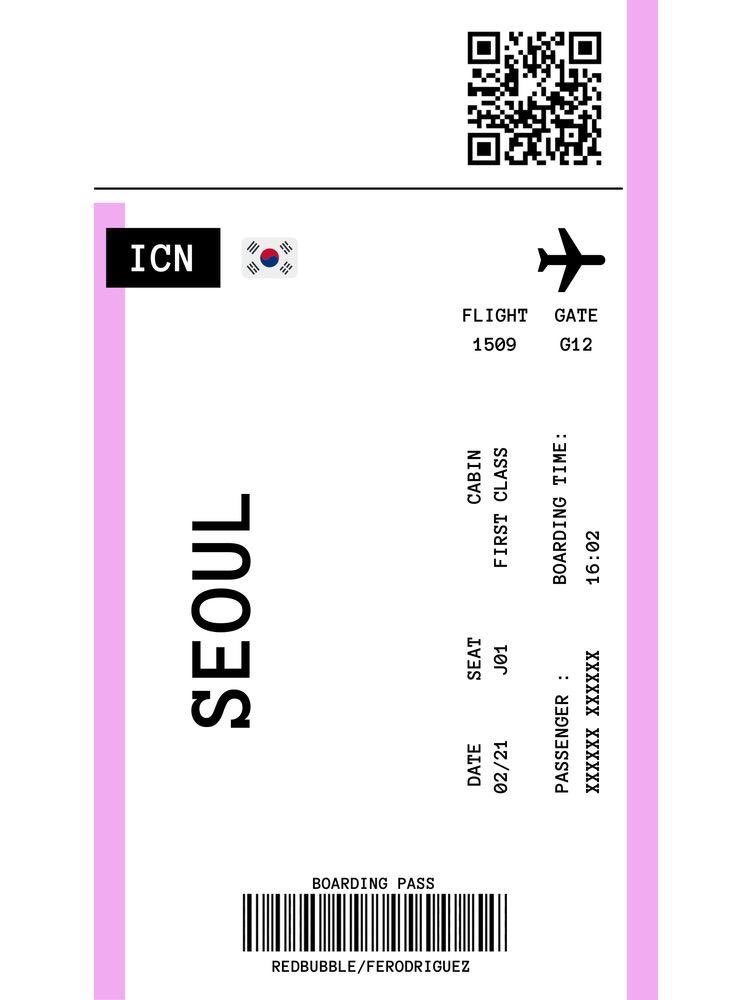 ICN
FLIGHT GATE
1509 G12
SEOUL
CABIN
FIRST CLASS
BOARDING TIME:
16:02
SEAT
J01
DATE
02/21
PASSENGER :
XXXXXX XXXXXX
BOARDING PASS
REDBUBBLE/FERODRIGUEZ